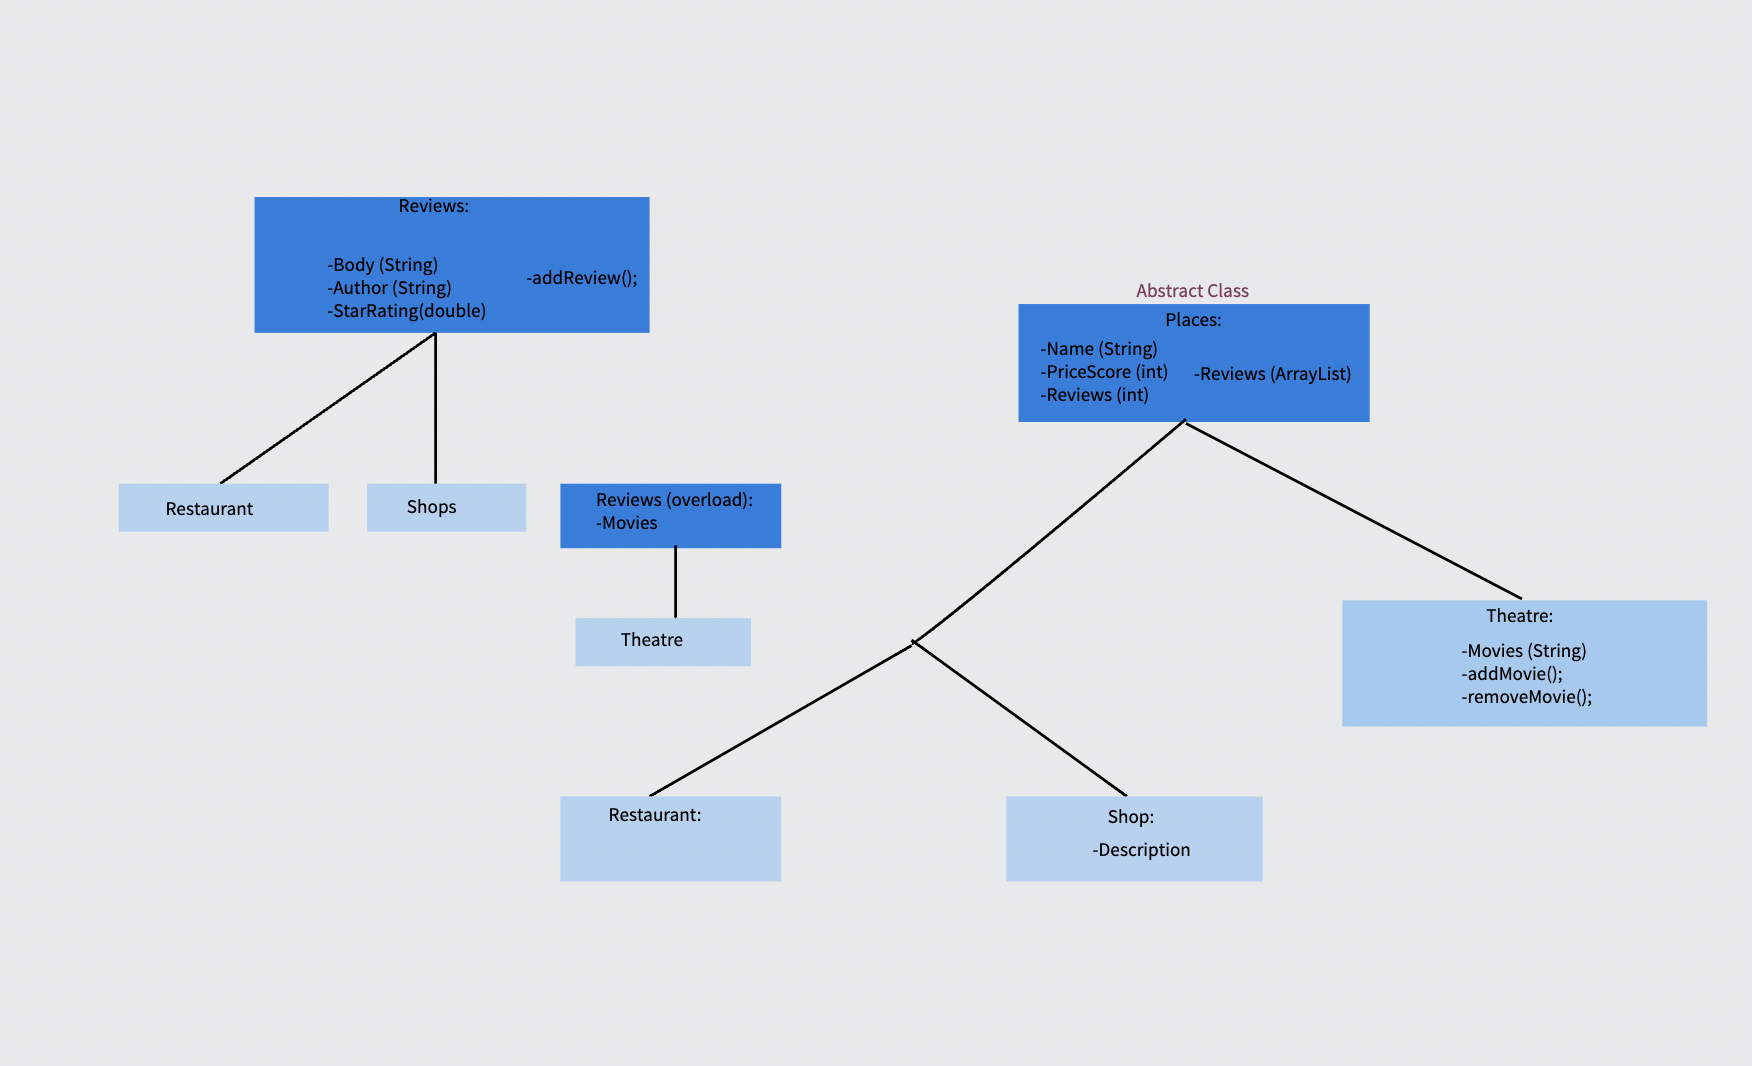 Reviews:
-Body (String)
-Author (String)
-StarRating(double)
-addReview();
Restaurant
Shops
Reviews (overload):
-Movies
Theatre
Abstract Class
Places:
-Name (String)
-PriceScore (int)
-Reviews (int)
-Reviews (ArrayList)
Theatre:
-Movies (String)
-addMovie();
-removeMovie();
Restaurant:
Shop:
-Description